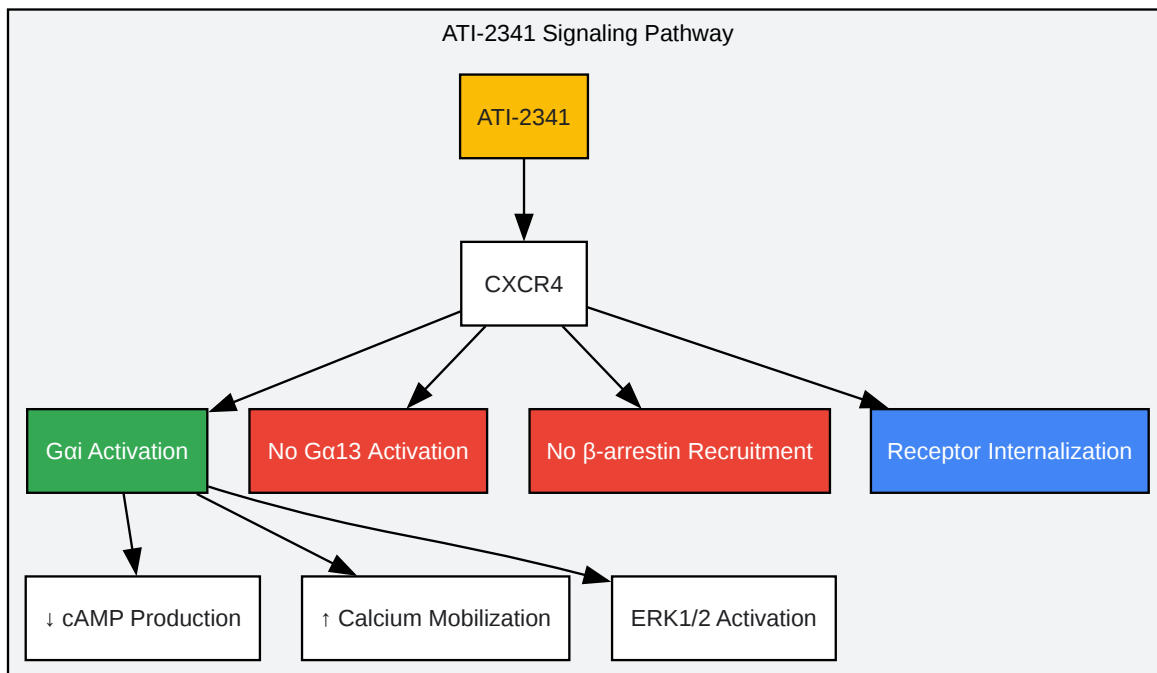 ATI-2341 Signaling Pathway
ATI-2341
CXCR4
Gαi Activation
No Gα13 Activation
No β-arrestin Recruitment
Receptor Internalization
↓ cAMP Production
↑ Calcium Mobilization
ERK1/2 Activation